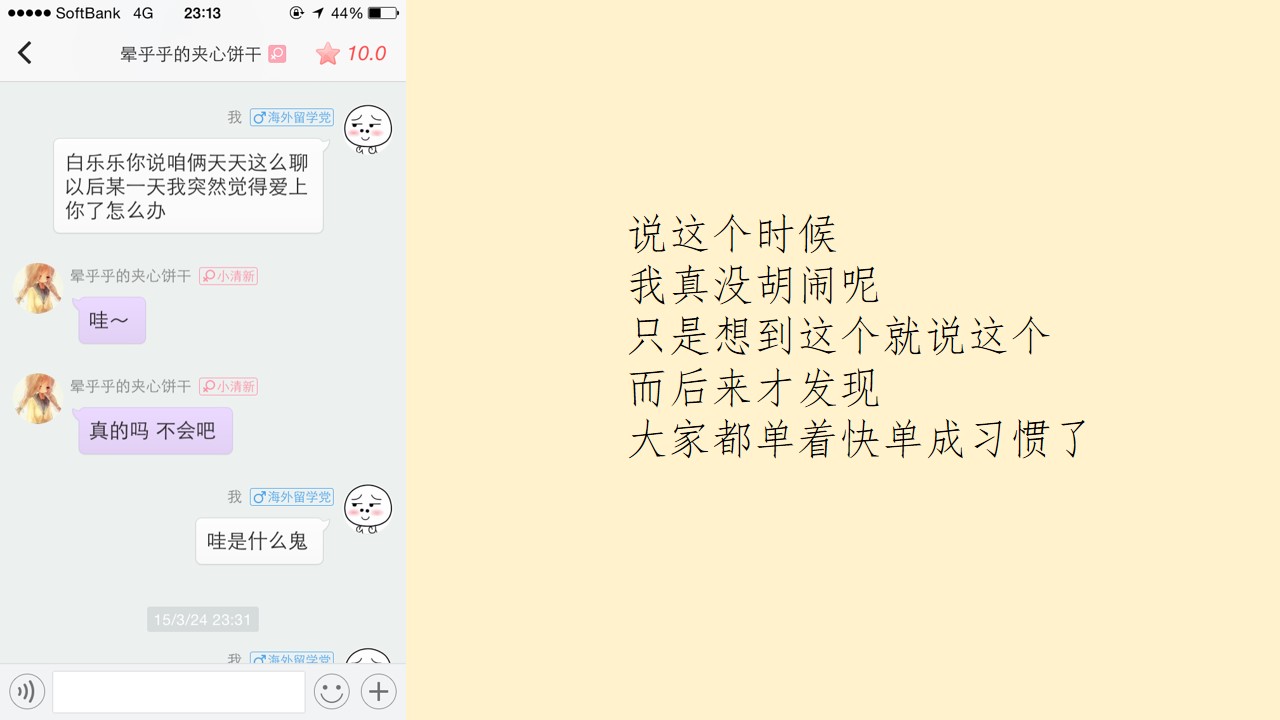 SoftBank 4G 23:13 44%
晕乎乎的夹心饼干 10.0
我 ♂海外留学党
白乐乐你说咱俩天天这么聊
以后某一天我突然觉得爱上
你了怎么办
晕乎乎的夹心饼干 ♀小清新
哇～
晕乎乎的夹心饼干 ♀小清新
真的吗 不会吧
我 ♂海外留学党
哇是什么鬼
15/3/24 23:31
我 ♂海外留学党
说这个时候
我真没胡闹呢
只是想到这个就说这个
而后来才发现
大家都单着快单成习惯了